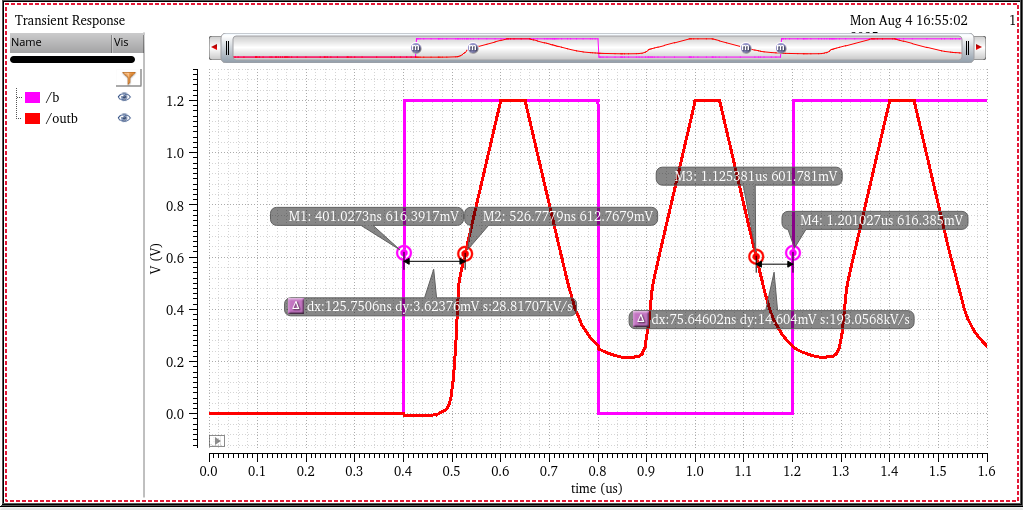 Transient Response
Mon Aug 4 16:55:02
1
Name
Vis
/b
/outb
V (V)
1.2
1.0
0.8
0.6
0.4
0.2
0.0
M3: 1.125381us 601.781mV
M1: 401.0273ns 616.3917mV
M2: 526.7779ns 612.7679mV
M4: 1.201027us 616.385mV
Δ dx:125.7506ns dy:3.62376mV s:28.81707kV/s
Δ dx:75.64602ns dy:14.604mV s:193.0568kV/s
0.0 0.1 0.2 0.3 0.4 0.5 0.6 0.7 0.8 0.9 1.0 1.1 1.2 1.3 1.4 1.5 1.6
time (us)